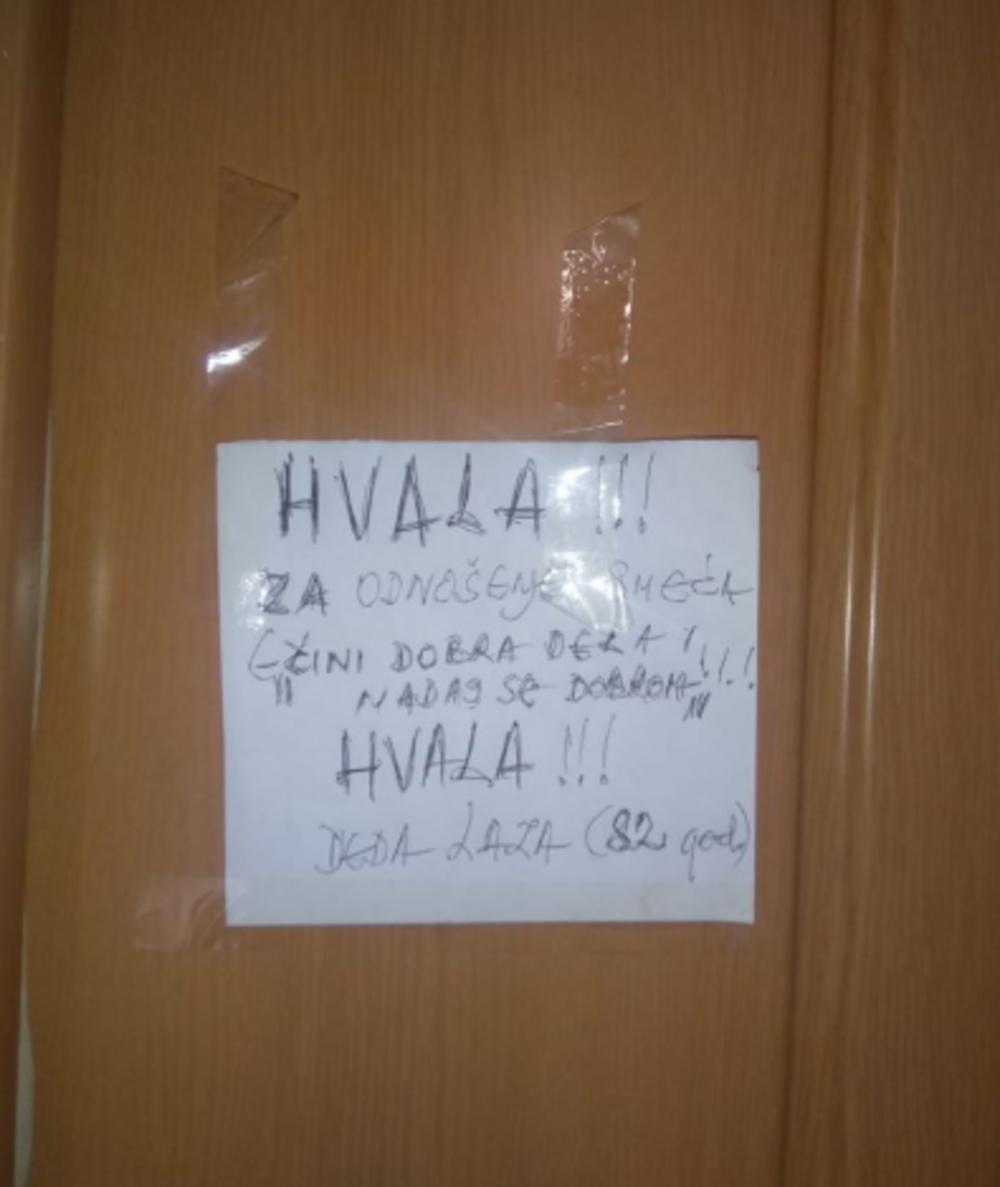 HVALA !!!
ZA ODNOŠENJE SMEĆA
(„ČINI DOBRA DELA I
NADAJ SE DOBROM”!!!
HVALA !!!
DEDA LAZA (82 god)